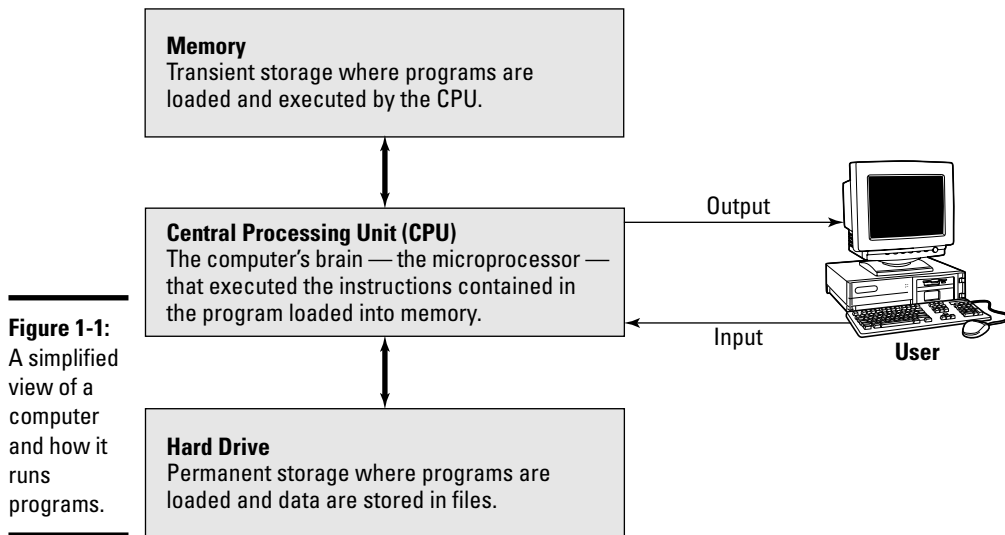 Memory
Transient storage where programs are
loaded and executed by the CPU.
Output
Central Processing Unit (CPU)
The computer's brain — the microprocessor —
that executed the instructions contained in
the program loaded into memory.
Input
User
Hard Drive
Permanent storage where programs are
loaded and data are stored in files.
Figure 1-1:
A simplified
view of a
computer
and how it
runs
programs.